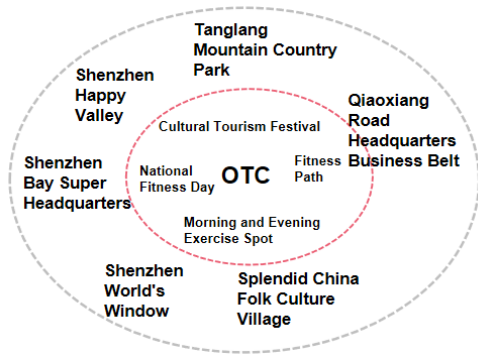 Tanglang
Mountain Country
Park
Shenzhen
Happy
Valley
Qiaoxiang
Road
Headquarters
Business Belt
Cultural Tourism Festival
Shenzhen
Bay Super
Headquarters
National
Fitness Day
OTC
Fitness
Path
Morning and Evening
Exercise Spot
Shenzhen
World's
Window
Splendid China
Folk Culture
Village